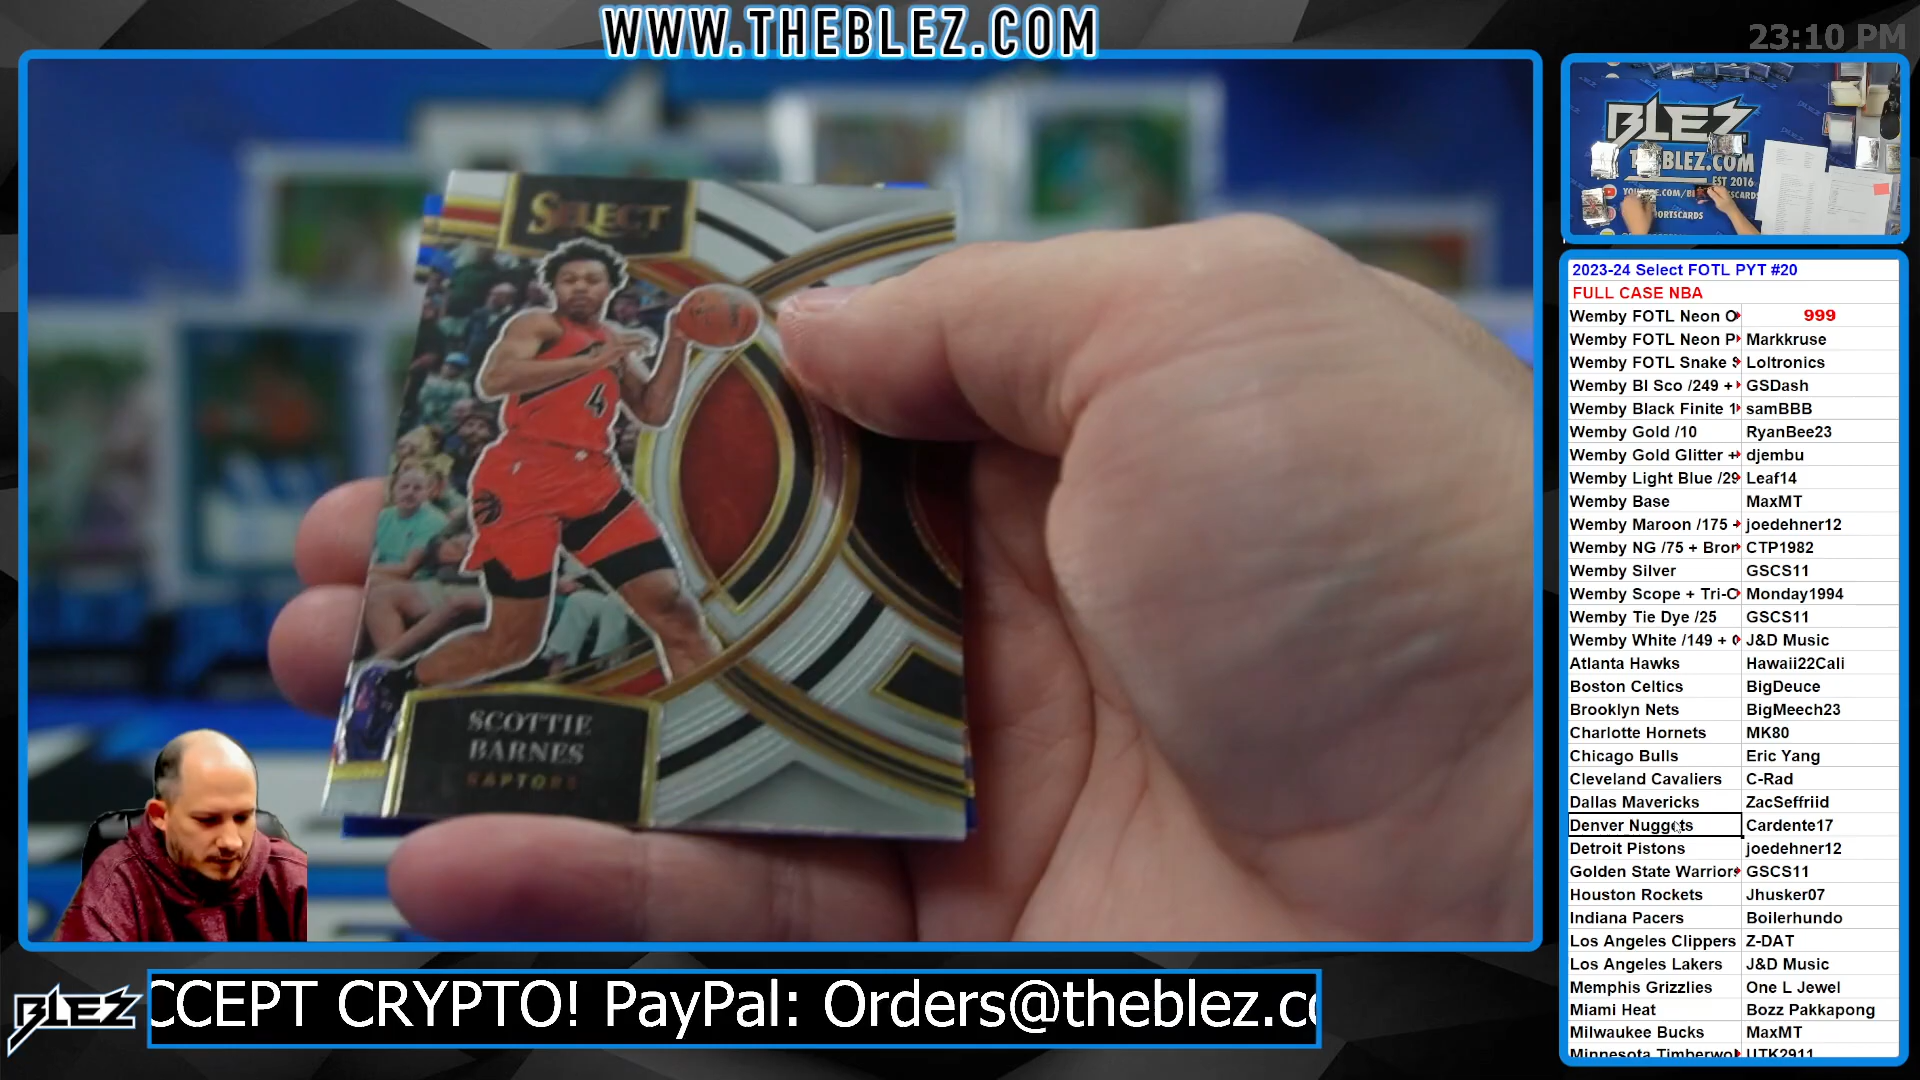 WWW.THEBLEZ.COM
23:10 PM
SELECT
4
SCOTTIE
BARNES
RAPTORS
BLEZ
THEBLEZ.COM
EST 2016
2023-24 Select FOTL PYT #20
FULL CASE NBA
Wemby FOTL Neon O 999
Wemby FOTL Neon P Markkruse
Wemby FOTL Snake S Loltronics
Wemby Bl Sco /249 + GSDash
Wemby Black Finite 1 samBBB
Wemby Gold /10 RyanBee23
Wemby Gold Glitter + djembu
Wemby Light Blue /29 Leaf14
Wemby Base MaxMT
Wemby Maroon /175 + joedehner12
Wemby NG /75 + Bron CTP1982
Wemby Silver GSCS11
Wemby Scope + Tri-C Monday1994
Wemby Tie Dye /25 GSCS11
Wemby White /149 + J&D Music
Atlanta Hawks Hawaii22Cali
Boston Celtics BigDeuce
Brooklyn Nets BigMeech23
Charlotte Hornets MK80
Chicago Bulls Eric Yang
Cleveland Cavaliers C-Rad
Dallas Mavericks ZacSeffriid
Denver Nuggets Cardente17
Detroit Pistons joedehner12
Golden State Warriors GSCS11
Houston Rockets Jhusker07
Indiana Pacers Boilerhundo
Los Angeles Clippers Z-DAT
Los Angeles Lakers J&D Music
Memphis Grizzlies One L Jewel
Miami Heat Bozz Pakkapong
Milwaukee Bucks MaxMT
Minnesota Timberwol UTK2911
BLEZ
CCEPT CRYPTO! PayPal: Orders@theblez.co